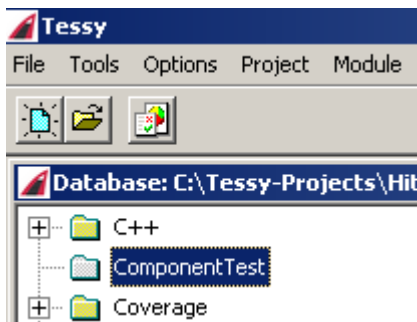 Tessy
File Tools Options Project Module
Database: C:\Tessy-Projects\Hit
C++
ComponentTest
Coverage